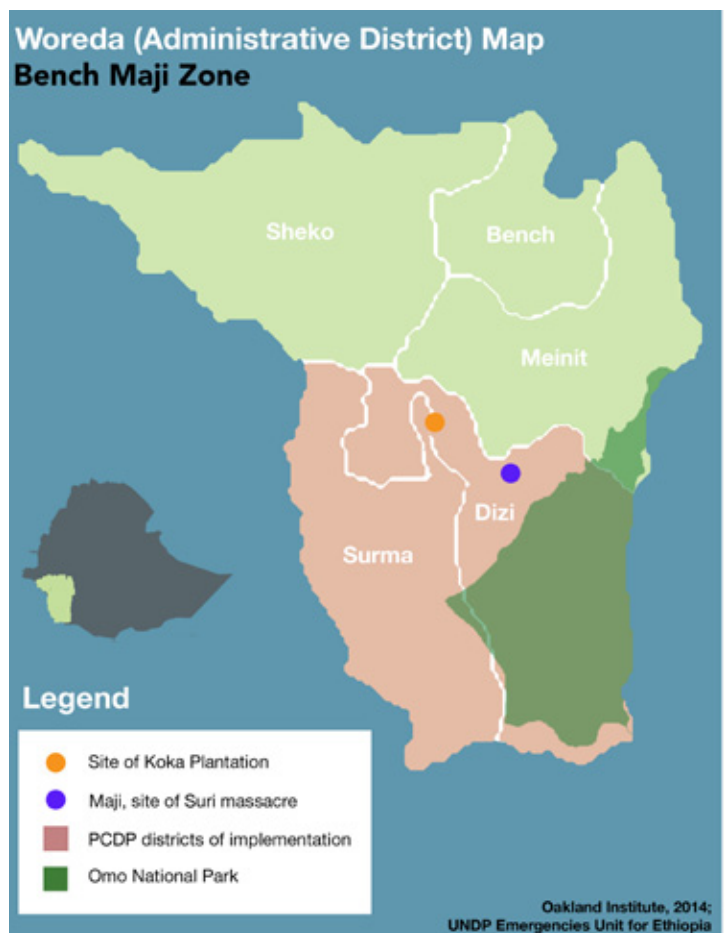 Woreda (Administrative District) Map
Bench Maji Zone
Sheko
Bench
Meinit
Dizi
Surma
Legend
Site of Koka Plantation
Maji, site of Suri massacre
PCDP districts of implementation
Omo National Park
Oakland Institute, 2014;
UNDP Emergencies Unit for Ethiopia